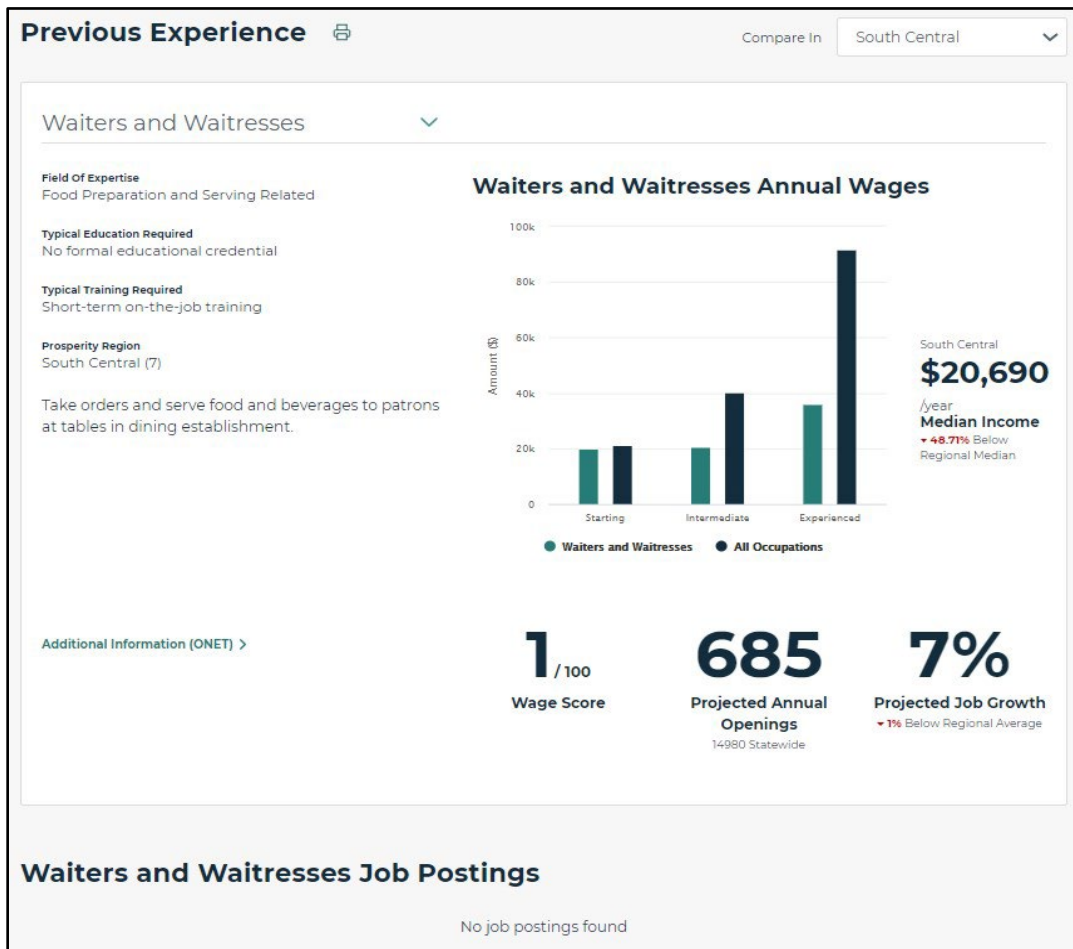 Previous Experience
Compare In
South Central
Waiters and Waitresses
Field Of Expertise
Food Preparation and Serving Related
Typical Education Required
No formal educational credential
Typical Training Required
Short-term on-the-job training
Prosperity Region
South Central (7)
Take orders and serve food and beverages to patrons
at tables in dining establishment.
Waiters and Waitresses Annual Wages
100k
80k
60k
40k
20k
0
Amount ($)
Starting
Intermediate
Experienced
Waiters and Waitresses
All Occupations
South Central
$20,690
/year
Median Income
48.71% Below
Regional Median
Additional Information (ONET) >
1 / 100
Wage Score
685
Projected Annual
Openings
14980 Statewide
7%
Projected Job Growth
1% Below Regional Average
Waiters and Waitresses Job Postings
No job postings found